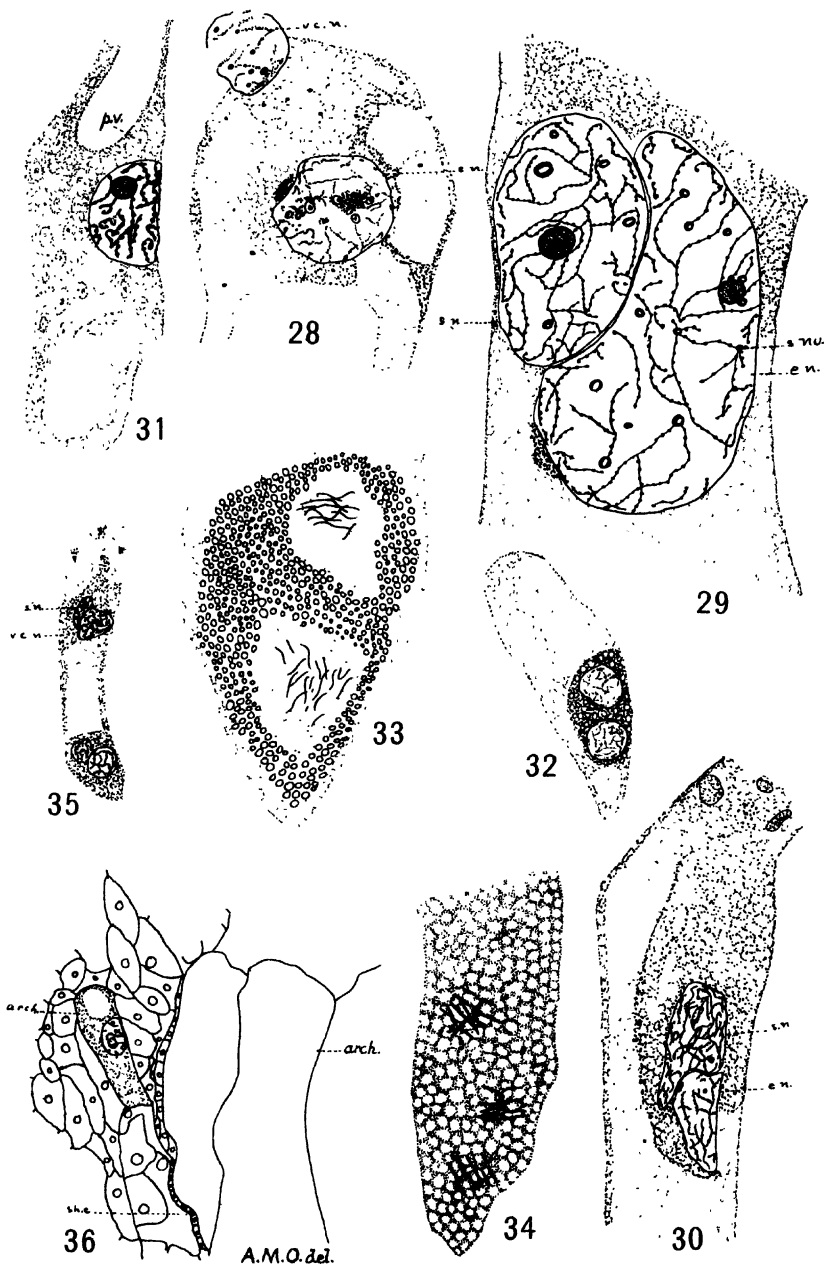 v.c.n.
p.v.
e.n.
28
s.n.
s.nu.
e.n.
31
29
s.n.
v.c.n.
33
32
35
arch.
arch.
s.n.
e.n.
sh.c
36
A.M.O. del.
34
30